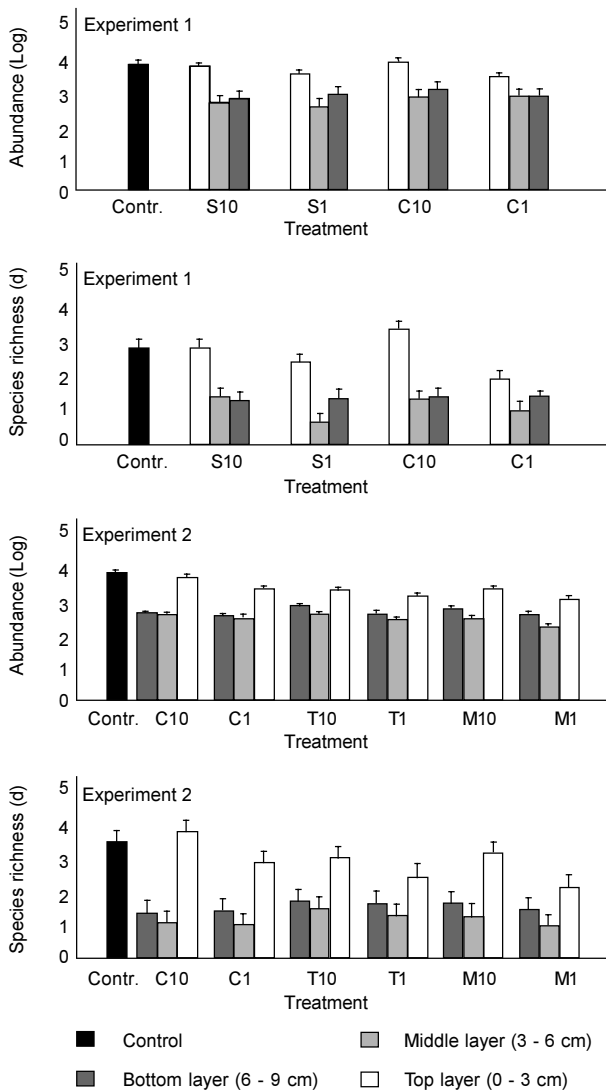 Experiment 1
Abundance (Log)
5
4
3
2
1
0
Contr. S10 S1 C10 C1
Treatment
Experiment 1
Species richness (d)
5
4
3
2
1
0
Contr. S10 S1 C10 C1
Treatment
Experiment 2
Abundance (Log)
5
4
3
2
1
0
Contr. C10 C1 T10 T1 M10 M1
Treatment
Experiment 2
Species richness (d)
5
4
3
2
1
0
Contr. C10 C1 T10 T1 M10 M1
Treatment
Control Middle layer (3 - 6 cm)
Bottom layer (6 - 9 cm) Top layer (0 - 3 cm)